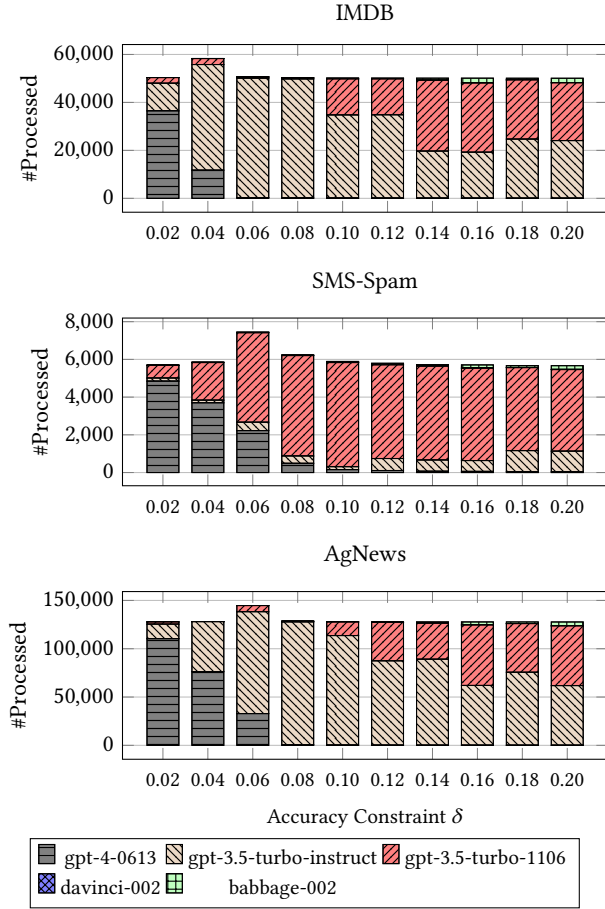 IMDB
60,000
40,000
20,000
0
#Processed
0.02 0.04 0.06 0.08 0.10 0.12 0.14 0.16 0.18 0.20
SMS-Spam
8,000
6,000
4,000
2,000
0
#Processed
0.02 0.04 0.06 0.08 0.10 0.12 0.14 0.16 0.18 0.20
AgNews
150,000
100,000
50,000
0
#Processed
0.02 0.04 0.06 0.08 0.10 0.12 0.14 0.16 0.18 0.20
Accuracy Constraint δ
gpt-4-0613 gpt-3.5-turbo-instruct gpt-3.5-turbo-1106
davinci-002 babbage-002